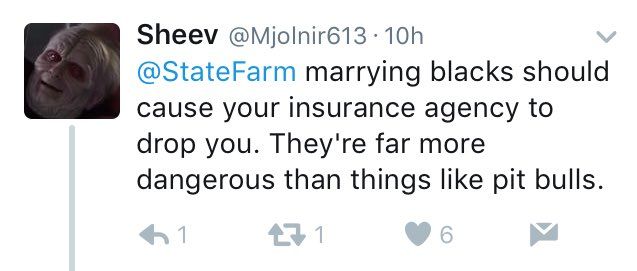 Sheev @Mjolnir613 · 10h
@StateFarm marrying blacks should
cause your insurance agency to
drop you. They're far more
dangerous than things like pit bulls.
1 1 6